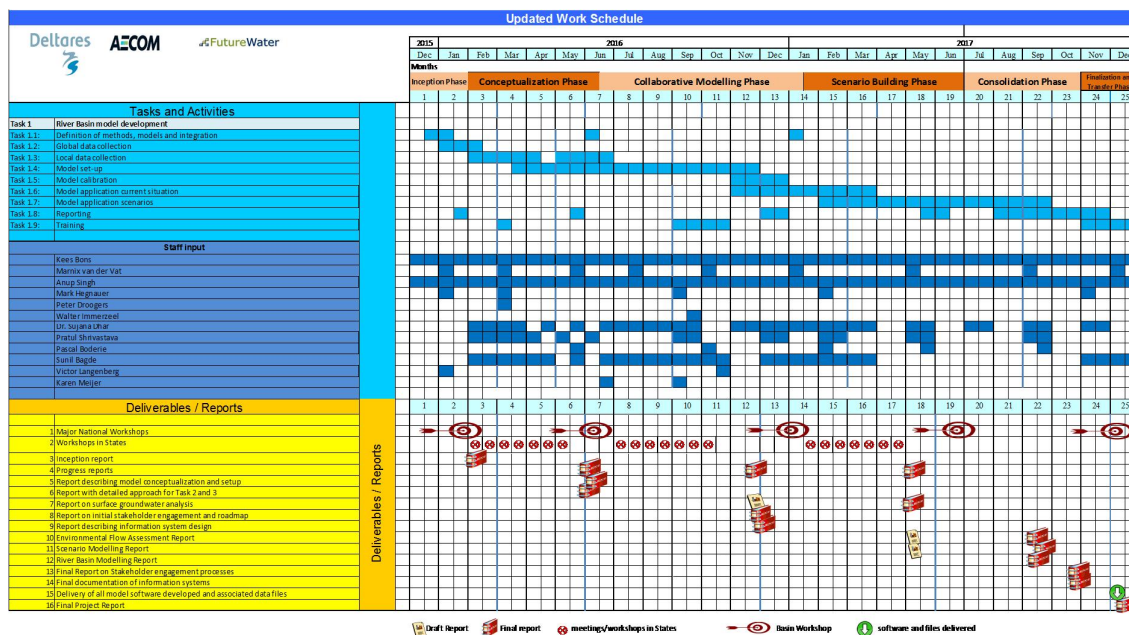 Updated Work Schedule
Deltares
AECOM
FutureWater
2015 2016 2017
Dec Jan Feb Mar Apr May Jun Jul Aug Sep Oct Nov Dec Jan Feb Mar Apr May Jun Jul Aug Sep Oct Nov Dec
Months
Inception Phase Conceptualization Phase Collaborative Modelling Phase Scenario Building Phase Consolidation Phase Finalization an Transfer Phas
1 2 3 4 5 6 7 8 9 10 11 12 13 14 15 16 17 18 19 20 21 22 23 24 25
Tasks and Activities
Task 1 River Basin model development
Task 1.1: Definition of methods, models and integration
Task 1.2: Global data collection
Task 1.3: Local data collection
Task 1.4: Model set-up
Task 1.5: Model calibration
Task 1.6: Model application current situation
Task 1.7: Model application scenarios
Task 1.8: Reporting
Task 1.9: Training
Staff input
Kees Bons
Marnix van der Vat
Anup Singh
Mark Hegnauer
Peter Droogers
Walter Immerzeel
Dr. Sujana Dhar
Pratul Shrivastava
Pascal Boderie
Sunil Bagde
Victor Langenberg
Karen Meijer
Deliverables / Reports
Deliverables / Reports
1 2 3 4 5 6 7 8 9 10 11 12 13 14 15 16 17 18 19 20 21 22 23 24 25
1 Major National Workshops
2 Workshops in States
3 Inception report
4 Progress reports
5 Report describing model conceptualization and setup
6 Report with detailed approach for Task 2 and 3
7 Report on surface groundwater analysis
8 Report on initial stakeholder engagement and roadmap
9 Report describing information system design
10 Environmental Flow Assessment Report
11 Scenario Modelling Report
12 River Basin Modelling Report
13 Final Report on Stakeholder engagement processes
14 Final documentation of information systems
15 Delivery of all model software developed and associated data files
16 Final Project Report
Draft Report Final report meetings/workshops in States Basin Workshop software and files delivered